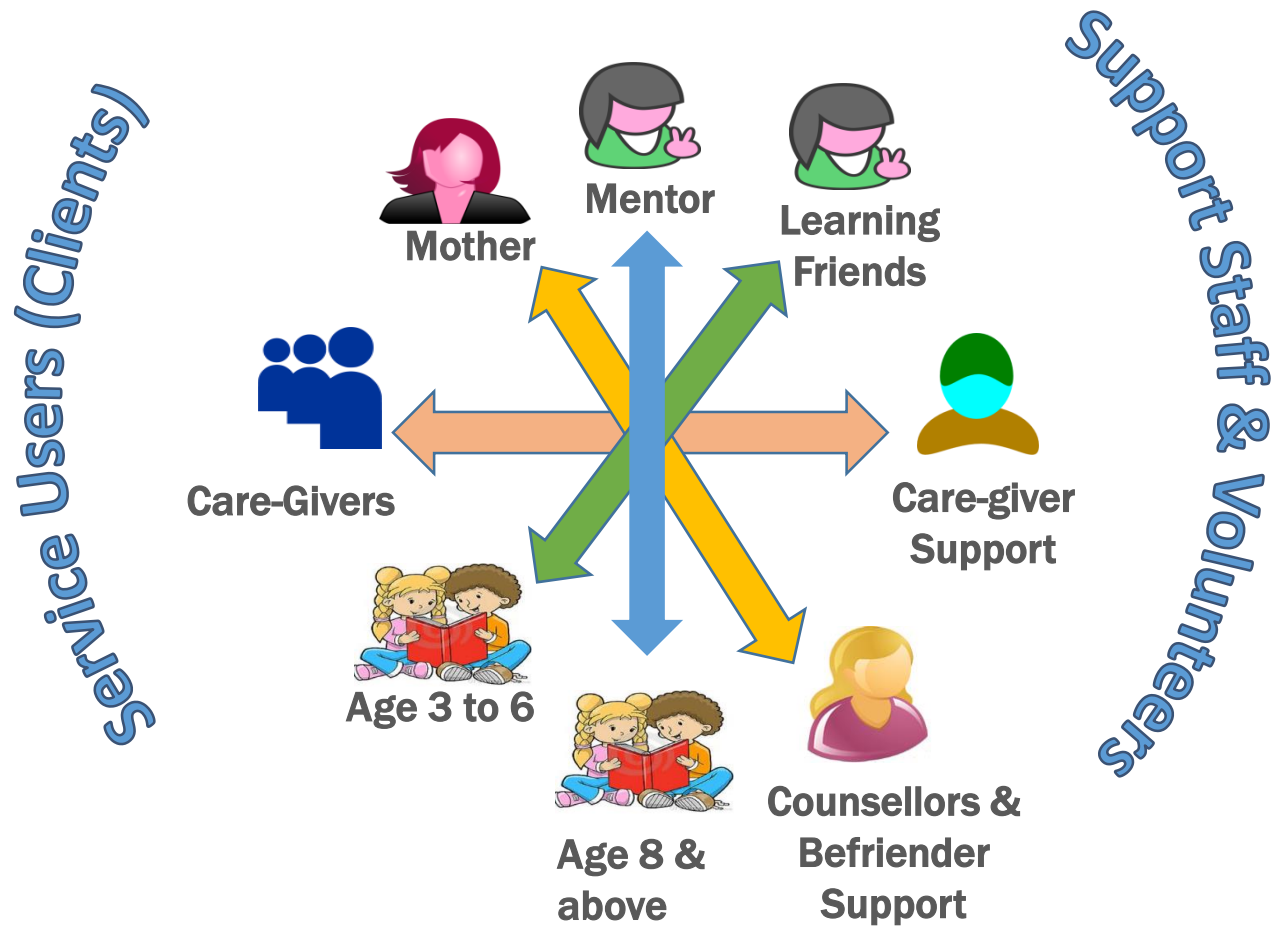 Service Users (Clients)
Support Staff & Volunteers
Mother
Mentor
Learning
Friends
Care-Givers
Care-giver
Support
Age 3 to 6
Age 8 &
above
Counsellors &
Befriender
Support